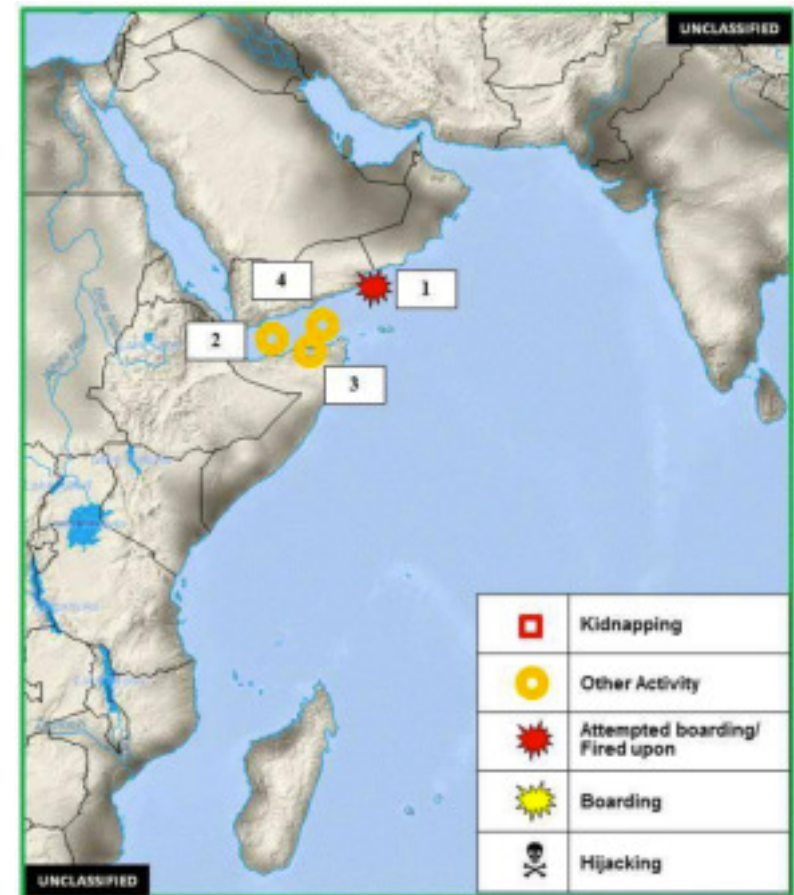 UNCLASSIFIED
4
1
2
3
Kidnapping
Other Activity
Attempted boarding/
Fired upon
Boarding
Hijacking
UNCLASSIFIED